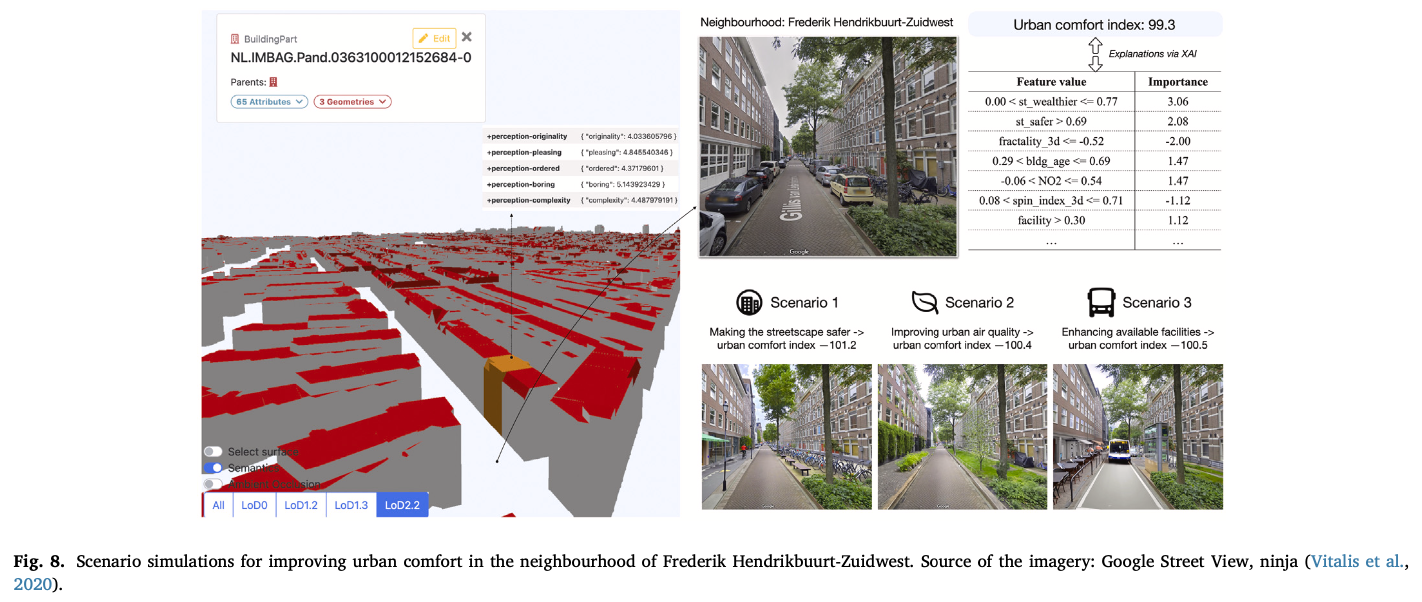 BuildingPart
Edit
NL.IMBAG.Pand.0363100012152684-0
Parents:
65 Attributes
3 Geometries
+perception-originality { "originality": 4.033605796 }
+perception-pleasing { "pleasing": 4.845540346 }
+perception-ordered { "ordered": 4.37179601 }
+perception-boring { "boring": 5.143923429 }
+perception-complexity { "complexity": 4.487979191 }
Select surface
Semantics
Ambient Occlusion
All LoD0 LoD1.2 LoD1.3 LoD2.2
Neighbourhood: Frederik Hendrikbuurt-Zuidwest
Google
Urban comfort index: 99.3
Explanations via XAI
Feature value Importance
0.00 < st_wealthier <= 0.77 3.06
st_safer > 0.69 2.08
fractality_3d <= -0.52 -2.00
0.29 < bldg_age <= 0.69 1.47
-0.06 < NO2 <= 0.54 1.47
0.08 < spin_index_3d <= 0.71 -1.12
facility > 0.30 1.12
... ...
Scenario 1
Making the streetscape safer ->
urban comfort index —101.2
Scenario 2
Improving urban air quality ->
urban comfort index —100.4
Scenario 3
Enhancing available facilities ->
urban comfort index —100.5
Google
Google
Google
Fig. 8. Scenario simulations for improving urban comfort in the neighbourhood of Frederik Hendrikbuurt-Zuidwest. Source of the imagery: Google Street View, ninja (Vitalis et al.,
2020).